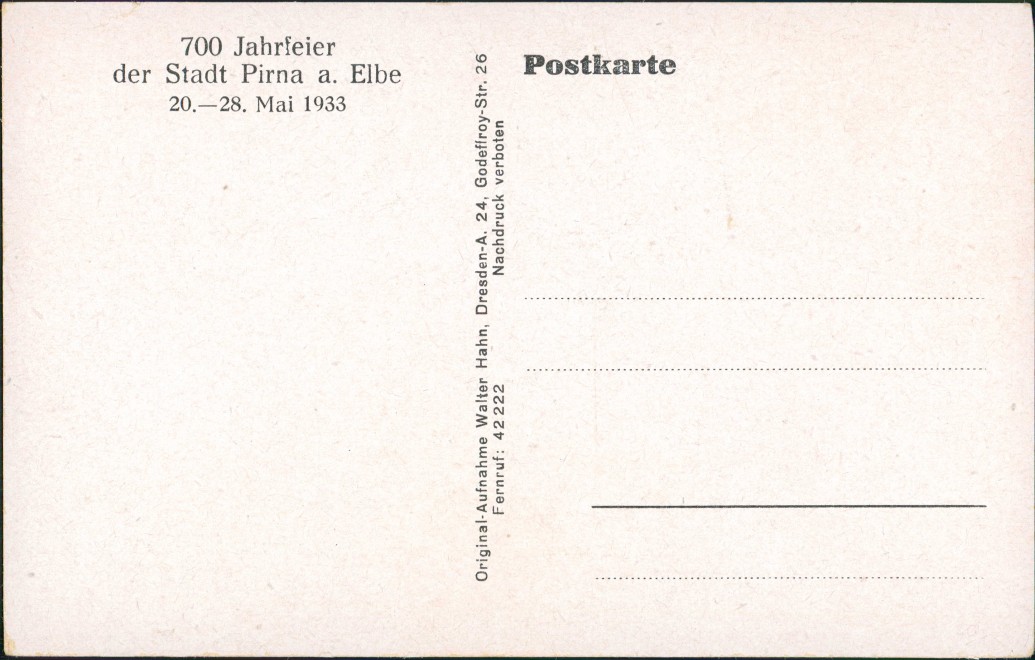 700 Jahrfeier
der Stadt Pirna a. Elbe
20.—28. Mai 1933
Original-Aufnahme Walter Hahn, Dresden-A. 24, Godeffroy-Str. 26
Fernruf: 42222 Nachdruck verboten
Postkarte